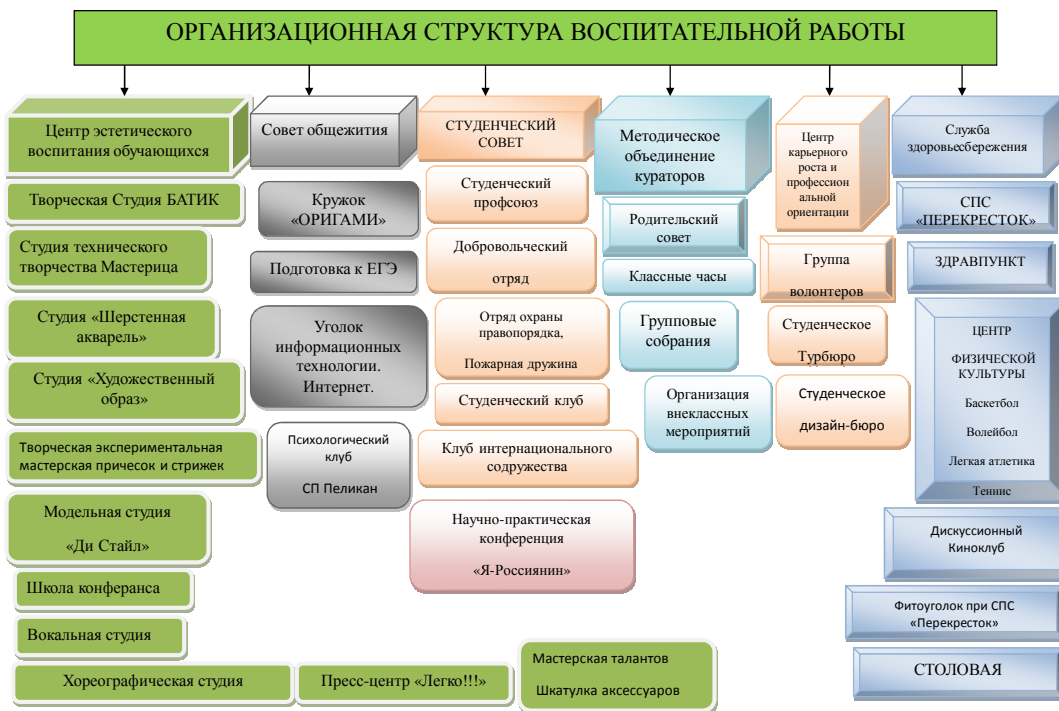 ОРГАНИЗАЦИОННАЯ СТРУКТУРА ВОСПИТАТЕЛЬНОЙ РАБОТЫ
Центр эстетического
воспитания обучающихся
Творческая Студия БАТИК
Студия технического
творчества Мастерица
Студия «Шерстенная
акварель»
Студия «Художественный
образ»
Творческая экспериментальная
мастерская причесок и стрижек
Модельная студия
«Ди Стайл»
Школа конферанса
Вокальная студия
Хореографическая студия
Пресс-центр «Легко!!!»
Мастерская талантов
Шкатулка аксессуаров
Совет общежития
Кружок
«ОРИГАМИ»
Подготовка к ЕГЭ
Уголок
информационных
технологии.
Интернет.
Психологический
клуб
СП Пеликан
СТУДЕНЧЕСКИЙ
СОВЕТ
Студенческий
профсоюз
Добровольческий
отряд
Отряд охраны
правопорядка,
Пожарная дружина
Студенческий клуб
Клуб интернационального
содружества
Научно-практическая
конференция
«Я-Россиянин»
Методическое
объединение
кураторов
Родительский
совет
Классные часы
Групповые
собрания
Организация
внеклассных
мероприятий
Центр
карьерного
роста и
профессион
альной
ориентации
Группа
волонтеров
Студенческое
Турбюро
Студенческое
дизайн-бюро
Служба
здоровьесбережения
СПС
«ПЕРЕКРЕСТОК»
ЗДРАВПУНКТ
ЦЕНТР
ФИЗИЧЕСКОЙ
КУЛЬТУРЫ
Баскетбол
Волейбол
Легкая атлетика
Теннис
Дискуссионный
Киноклуб
Фитоуголок при СПС
«Перекресток»
СТОЛОВАЯ